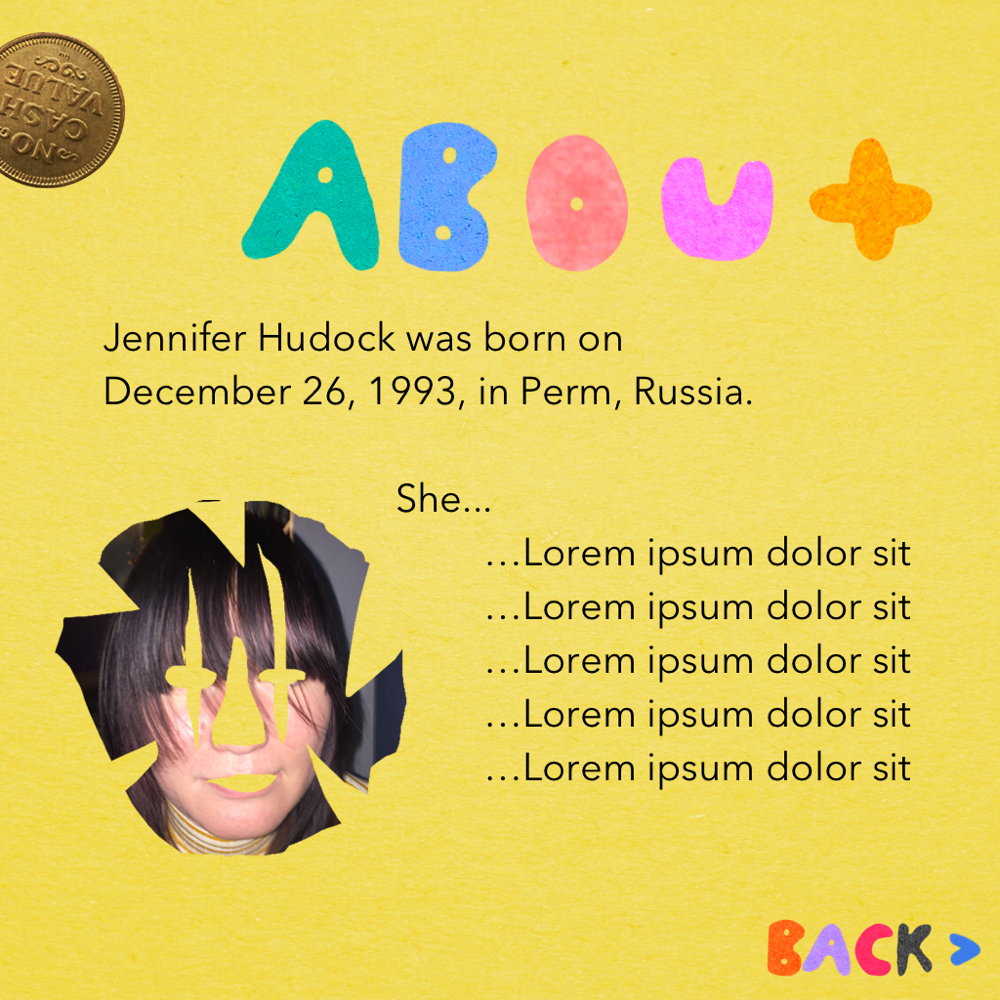 NO
CASH
VALUE
ABOUt
Jennifer Hudock was born on
December 26, 1993, in Perm, Russia.
She...
...Lorem ipsum dolor sit
...Lorem ipsum dolor sit
...Lorem ipsum dolor sit
...Lorem ipsum dolor sit
...Lorem ipsum dolor sit
BACK >